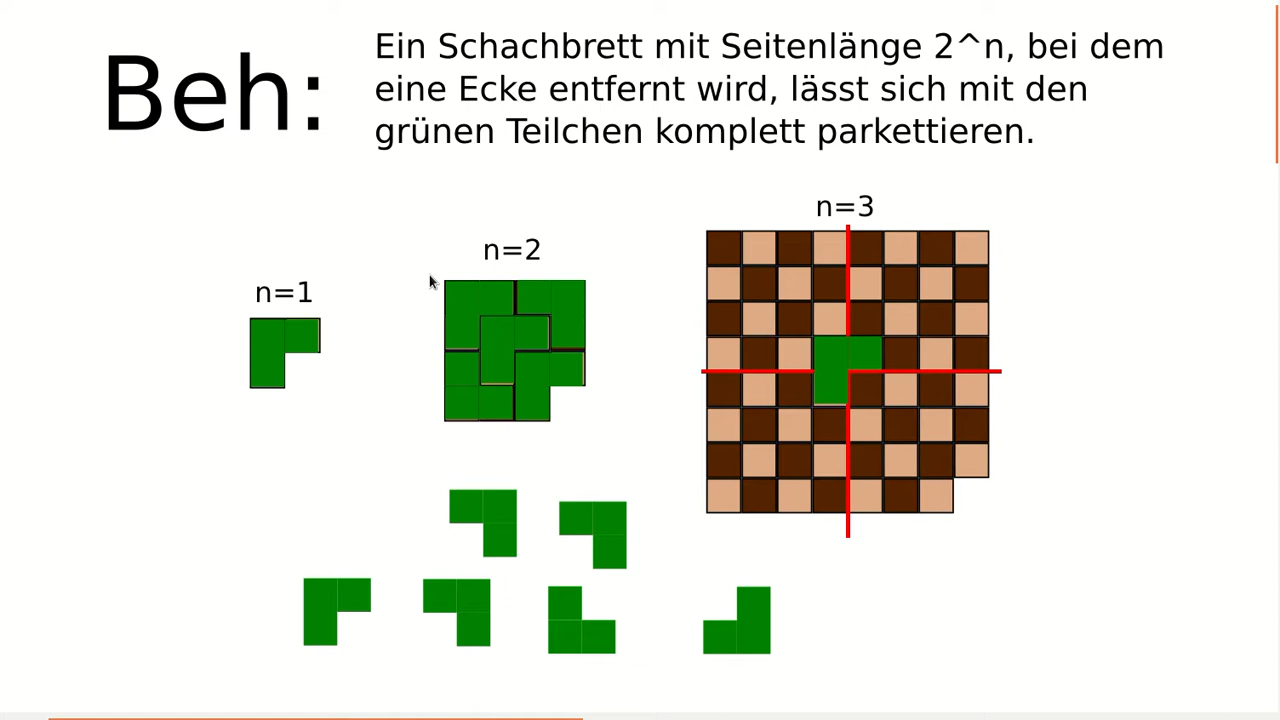 Beh:
Ein Schachbrett mit Seitenlänge 2^n, bei dem
eine Ecke entfernt wird, lässt sich mit den
grünen Teilchen komplett parkettieren.
n=1
n=2
n=3